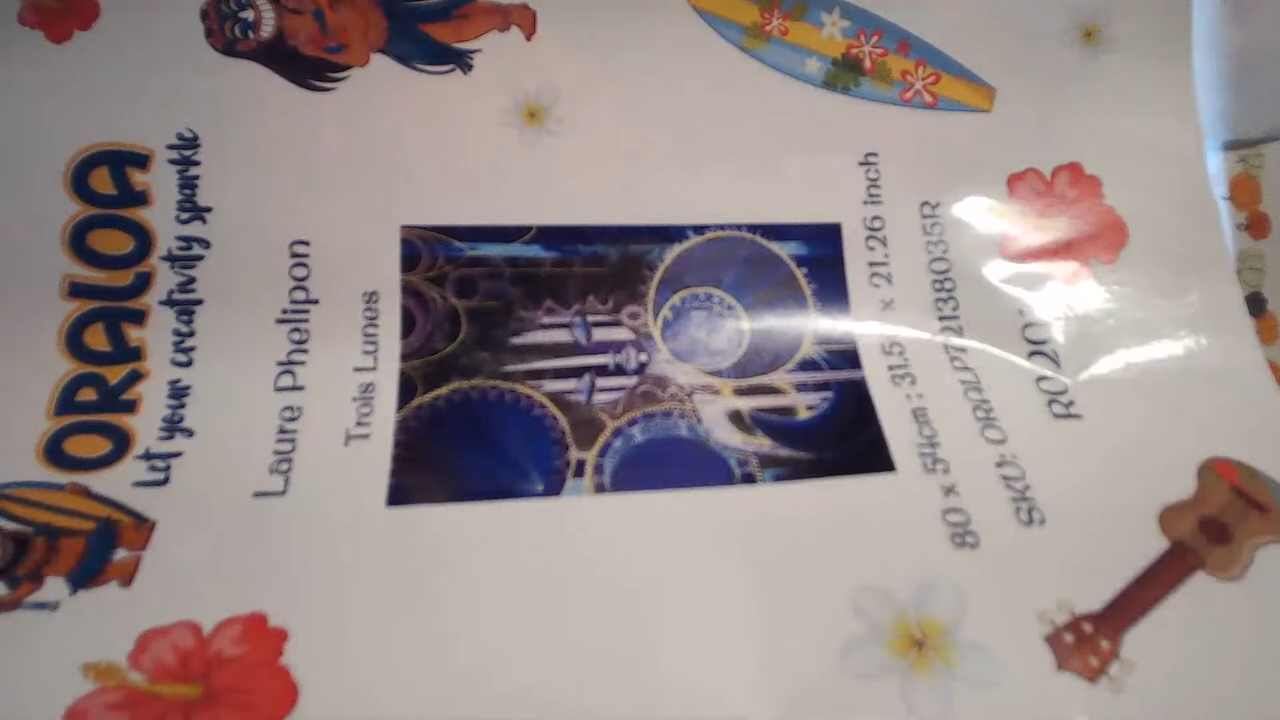 ORALOA
Let your creativity sparkle
Laure Phelipon
Trois Lunes
80 x 54cm : 31.5 x 21.26 inch
SKU: ORALPT2138035R